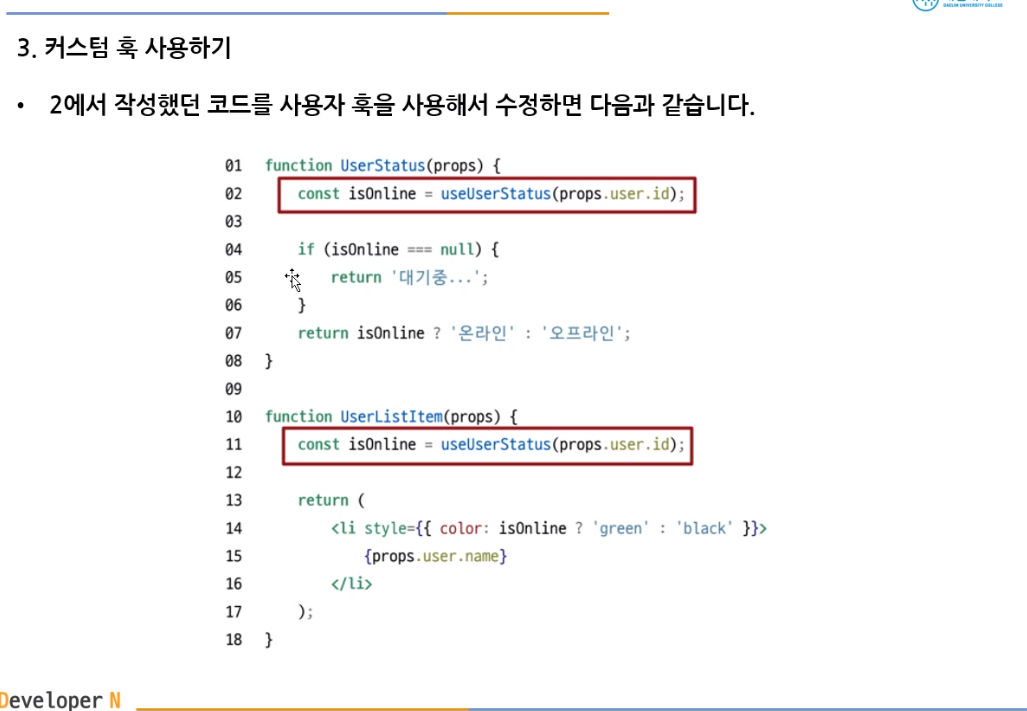 DAELIM UNIVERSITY COLLEGE
3. 커스텀 훅 사용하기
• 2에서 작성했던 코드를 사용자 훅을 사용해서 수정하면 다음과 같습니다.
01 function UserStatus(props) {
02 const isOnline = useUserStatus(props.user.id);
03
04 if (isOnline === null) {
05 return '대기중...';
06 }
07 return isOnline ? '온라인' : '오프라인';
08 }
09
10 function UserListItem(props) {
11 const isOnline = useUserStatus(props.user.id);
12
13 return (
14 <li style={{ color: isOnline ? 'green' : 'black' }}>
15 {props.user.name}
16 </li>
17 );
18 }
Developer N